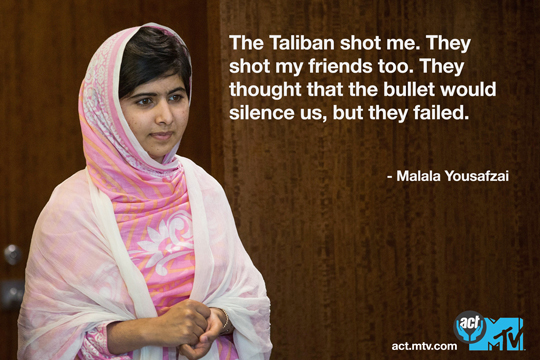 The Taliban shot me. They
shot my friends too. They
thought that the bullet would
silence us, but they failed.
- Malala Yousafzai
act.mtv.com
act
MTV